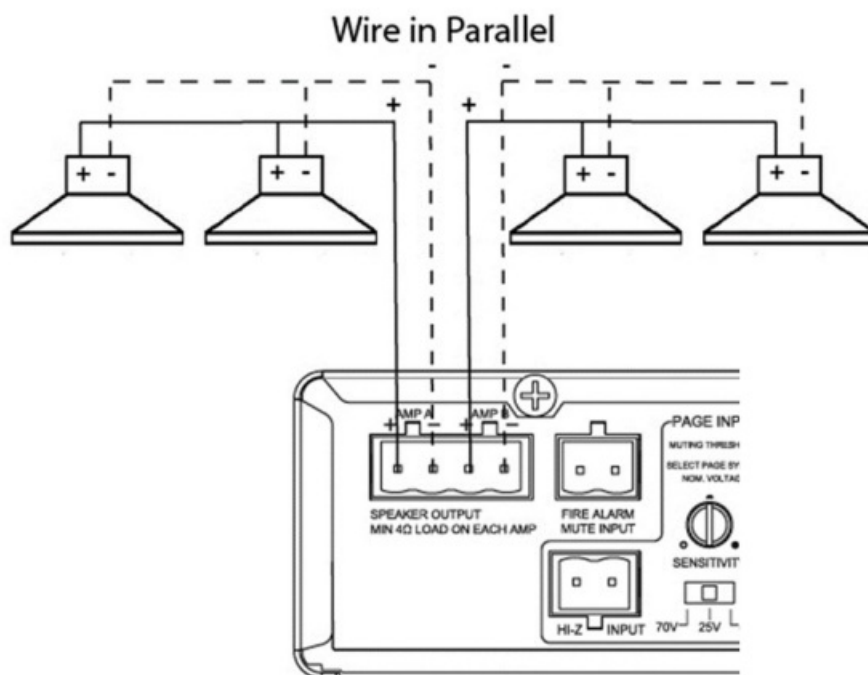 Wire in Parallel
- -
+ +
+ - + - + - + -
AMP A AMP B
+ - + -
PAGE INP
MUTING THRESH
SELECT PAGE SY
NOM. VOLTAG
SPEAKER OUTPUT
MIN 4Ω LOAD ON EACH AMP
FIRE ALARM
MUTE INPUT
SENSITIVIT
HI-Z INPUT
70V 25V